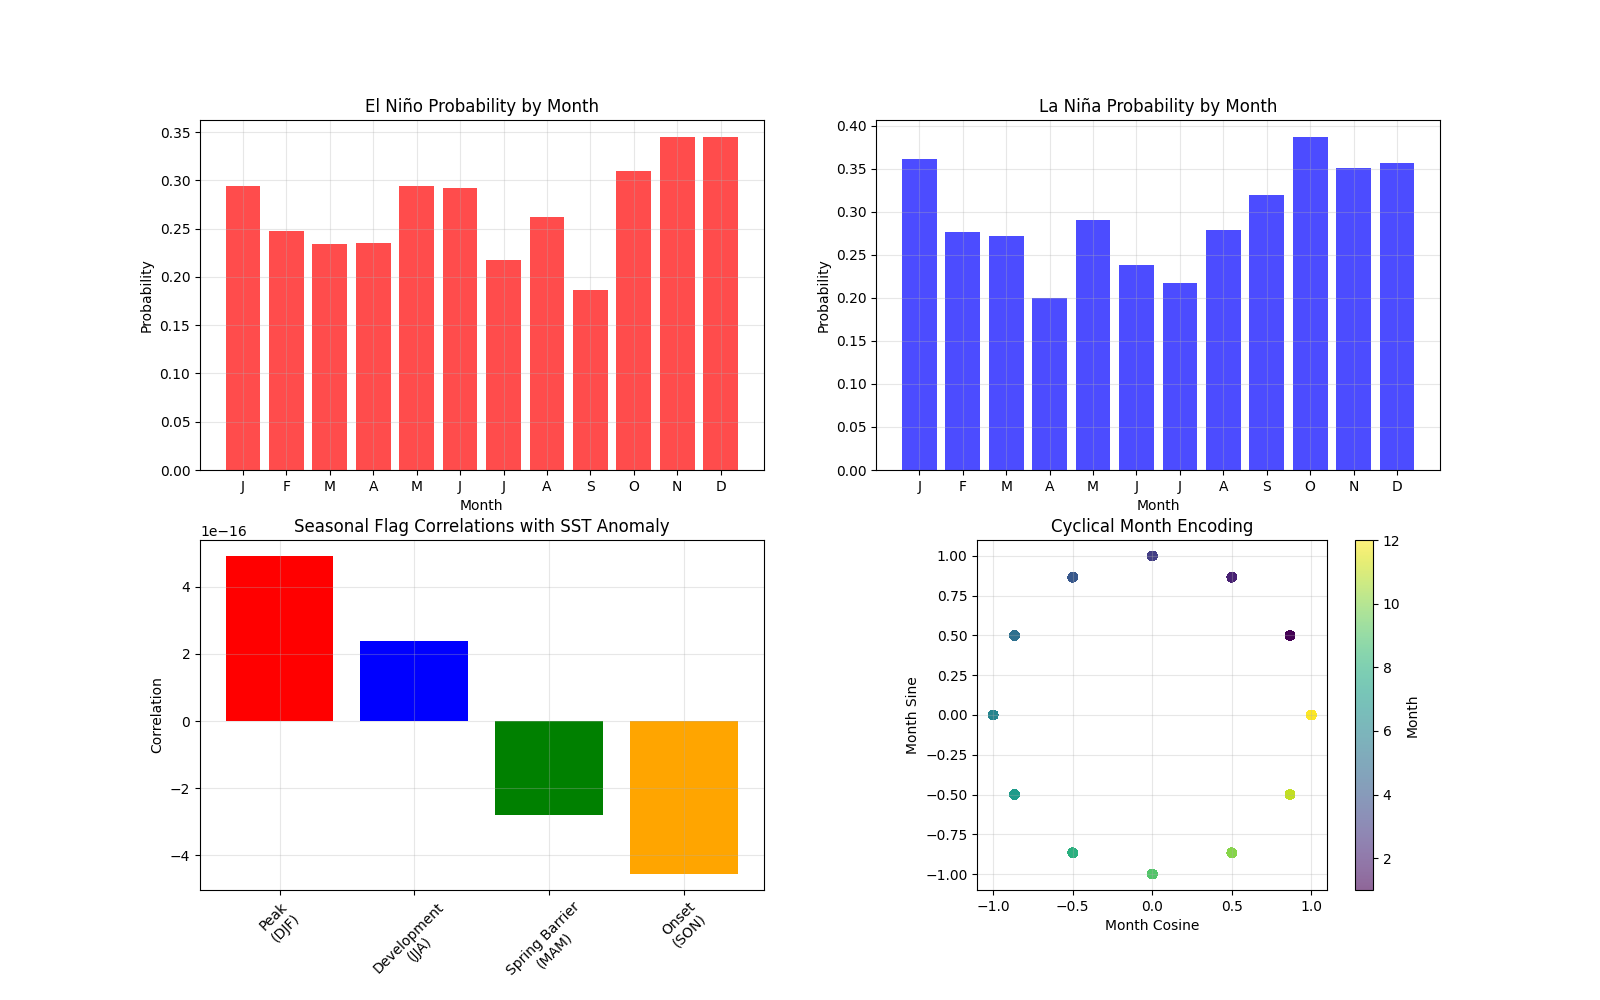 El Niño Probability by Month
Probability
0.35
0.30
0.25
0.20
0.15
0.10
0.05
0.00
J F M A M J J A S O N D
Month
La Niña Probability by Month
Probability
0.40
0.35
0.30
0.25
0.20
0.15
0.10
0.05
0.00
J F M A M J J A S O N D
Month
Seasonal Flag Correlations with SST Anomaly
1e−16
Correlation
4
2
0
−2
−4
Peak
(DJF)
Development
(JJA)
Spring Barrier
(MAM)
Onset
(SON)
Cyclical Month Encoding
Month Sine
1.00
0.75
0.50
0.25
0.00
−0.25
−0.50
−0.75
−1.00
−1.0 −0.5 0.0 0.5 1.0
Month Cosine
12
10
8
6
4
2
Month